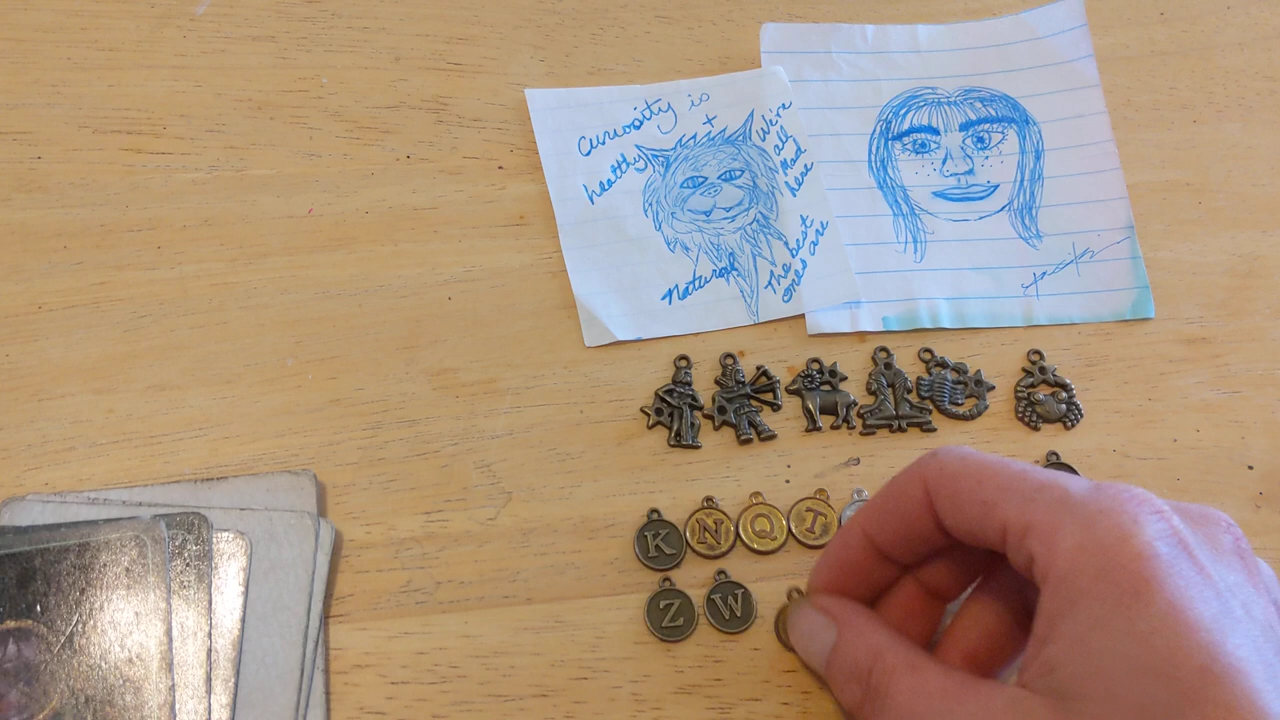 curiosity is
+
healthy
Natural
We're
all
Mad
here
The best
ones are
K N Q T
Z W